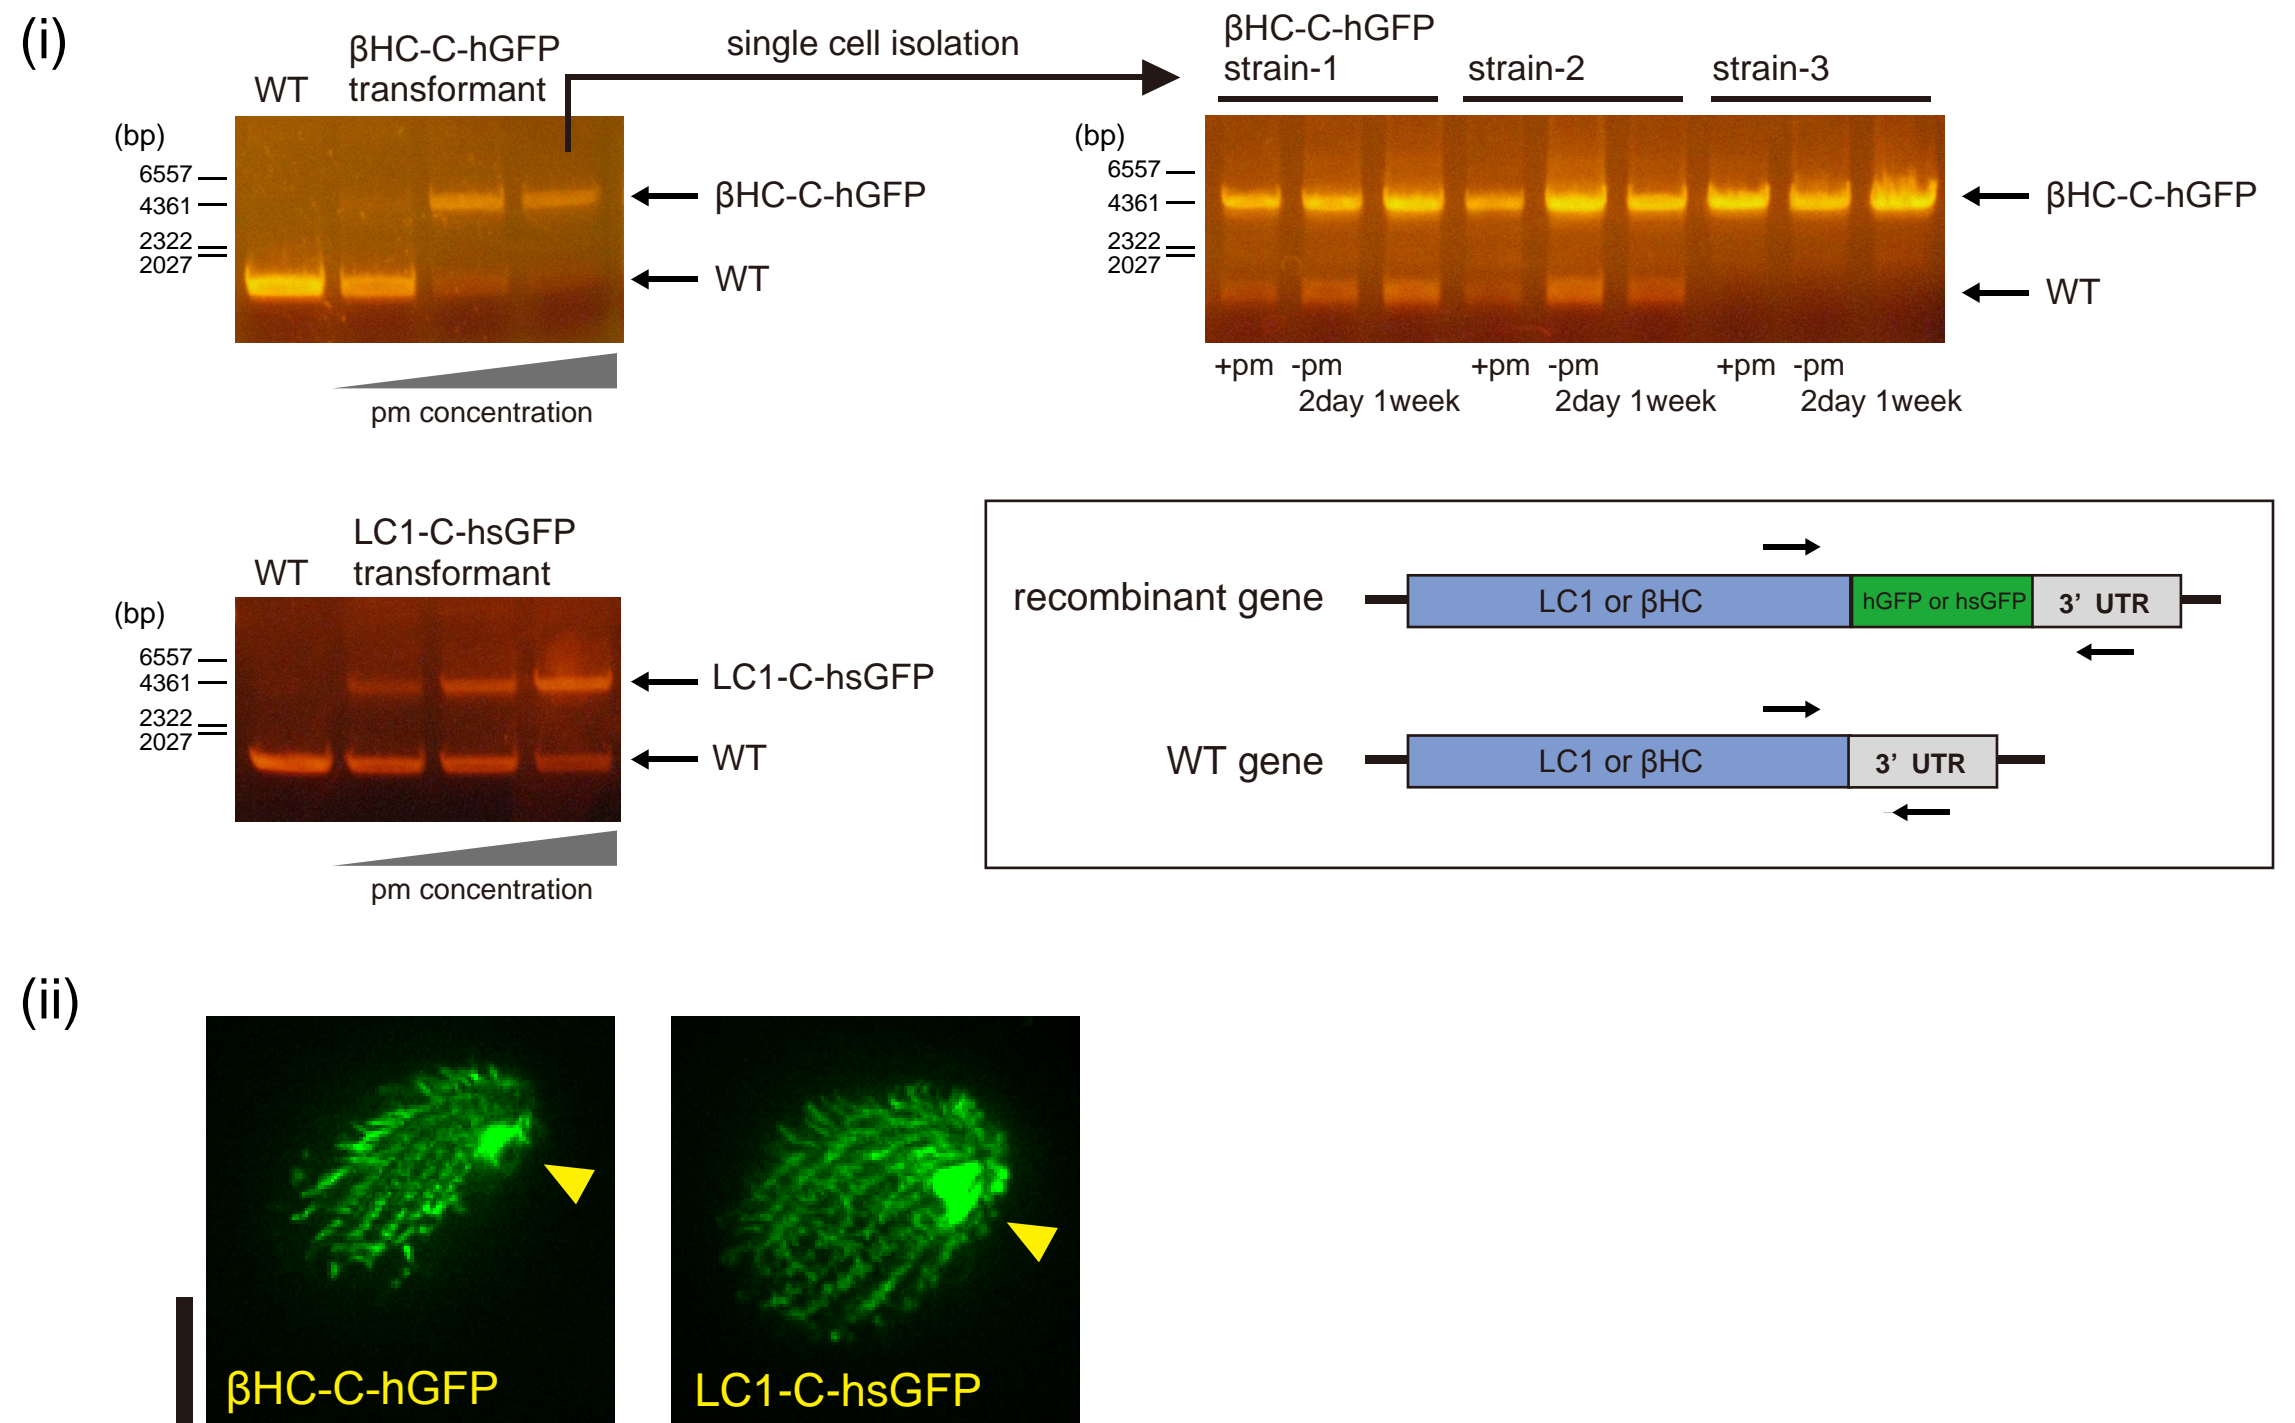 (i)
WT
βHC-C-hGFP
transformant
single cell isolation
(bp)
6557
4361
2322
2027
βHC-C-hGFP
WT
pm concentration
βHC-C-hGFP
strain-1
strain-2
strain-3
(bp)
6557
4361
2322
2027
βHC-C-hGFP
WT
+pm -pm +pm -pm +pm -pm
2day 1week 2day 1week 2day 1week
WT
LC1-C-hsGFP
transformant
(bp)
6557
4361
2322
2027
LC1-C-hsGFP
WT
pm concentration
recombinant gene
LC1 or βHC
hGFP or hsGFP
3’ UTR
WT gene
LC1 or βHC
3’ UTR
(ii)
βHC-C-hGFP
LC1-C-hsGFP